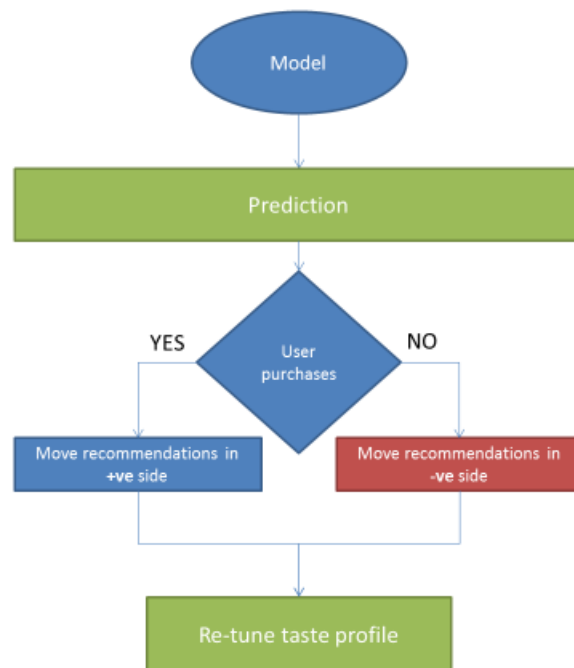 Model
Prediction
YES
NO
User
purchases
Move recommendations in
+ve side
Move recommendations in
-ve side
Re-tune taste profile